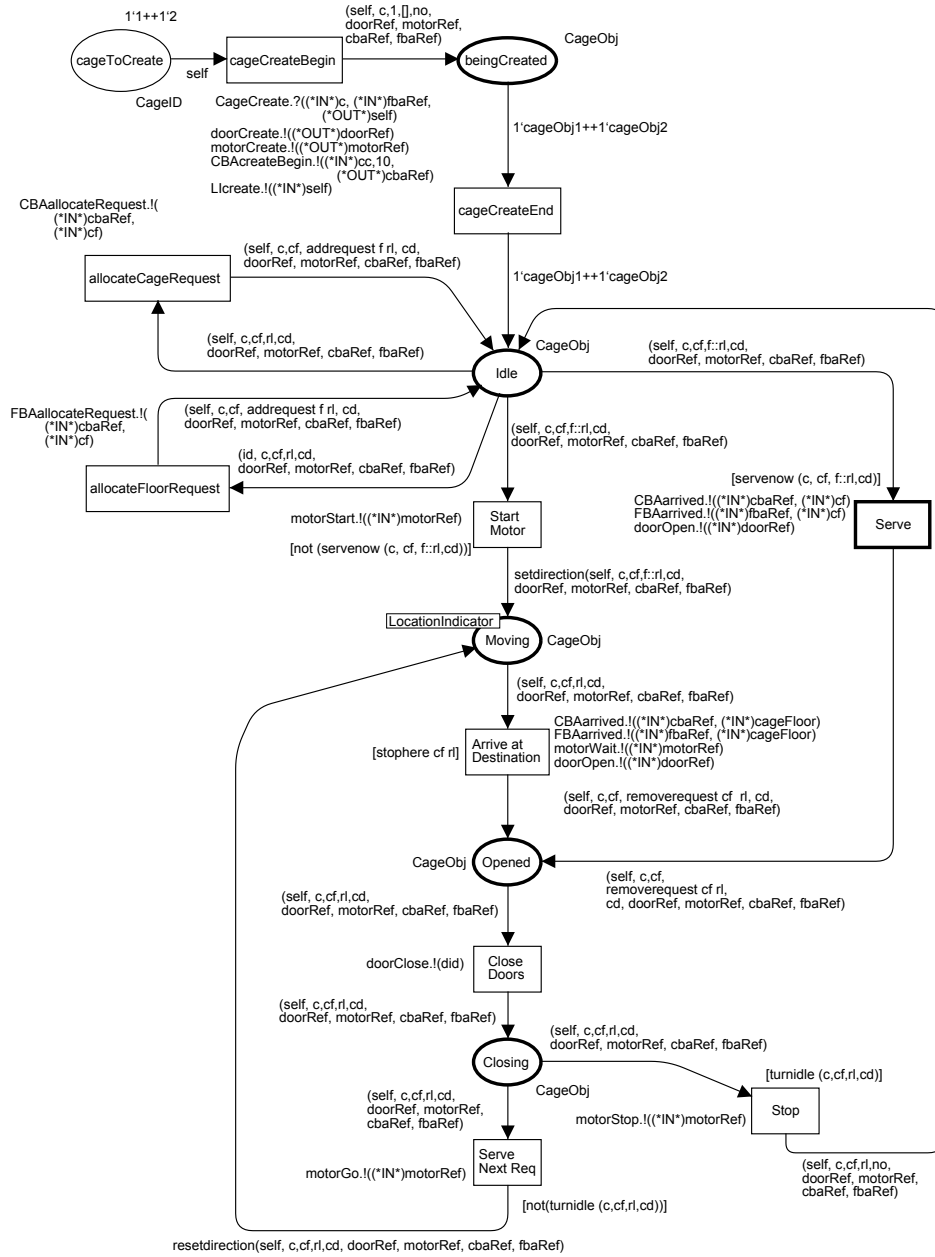 1‘1++1‘2
cageToCreate
self
CageID
cageCreateBegin
(self, c,1,[],no,
doorRef, motorRef,
cbaRef, fbaRef)
CageObj
beingCreated
CageCreate.?((*IN*)c, (*IN*)fbaRef,
(*OUT*)self)
doorCreate.!((*OUT*)doorRef)
motorCreate.!((*OUT*)motorRef)
CBAcreateBegin.!((*IN*)cc,10,
(*OUT*)cbaRef)
LIcreate.!((*IN*)self)
1‘cageObj1++1‘cageObj2
cageCreateEnd
1‘cageObj1++1‘cageObj2
CBAallocateRequest.!(
(*IN*)cbaRef,
(*IN*)cf)
allocateCageRequest
(self, c,cf, addrequest f rl, cd,
doorRef, motorRef, cbaRef, fbaRef)
(self, c,cf,rl,cd,
doorRef, motorRef, cbaRef, fbaRef)
CageObj
Idle
(self, c,cf,f::rl,cd,
doorRef, motorRef, cbaRef, fbaRef)
FBAallocateRequest.!(
(*IN*)cbaRef,
(*IN*)cf)
(self, c,cf, addrequest f rl, cd,
doorRef, motorRef, cbaRef, fbaRef)
(id, c,cf,rl,cd,
doorRef, motorRef, cbaRef, fbaRef)
allocateFloorRequest
(self, c,cf,f::rl,cd,
doorRef, motorRef, cbaRef, fbaRef)
[servenow (c, cf, f::rl,cd)]
CBAarrived.!((*IN*)cbaRef, (*IN*)cf)
FBAarrived.!((*IN*)fbaRef, (*IN*)cf)
doorOpen.!((*IN*)doorRef)
Serve
motorStart.!((*IN*)motorRef)
Start
Motor
[not (servenow (c, cf, f::rl,cd))]
setdirection(self, c,cf,f::rl,cd,
doorRef, motorRef, cbaRef, fbaRef)
LocationIndicator
Moving
CageObj
(self, c,cf,rl,cd,
doorRef, motorRef, cbaRef, fbaRef)
CBAarrived.!((*IN*)cbaRef, (*IN*)cageFloor)
FBAarrived.!((*IN*)fbaRef, (*IN*)cageFloor)
motorWait.!((*IN*)motorRef)
doorOpen.!((*IN*)doorRef)
[stophere cf rl]
Arrive at
Destination
(self, c,cf, removerequest cf  rl, cd,
doorRef, motorRef, cbaRef, fbaRef)
CageObj
Opened
(self, c,cf,
removerequest cf rl,
cd, doorRef, motorRef, cbaRef, fbaRef)
(self, c,cf,rl,cd,
doorRef, motorRef, cbaRef, fbaRef)
doorClose.!(did)
Close
Doors
(self, c,cf,rl,cd,
doorRef, motorRef, cbaRef, fbaRef)
Closing
CageObj
(self, c,cf,rl,cd,
doorRef, motorRef, cbaRef, fbaRef)
[turnidle (c,cf,rl,cd)]
motorStop.!((*IN*)motorRef)
Stop
(self, c,cf,rl,cd,
doorRef, motorRef,
cbaRef, fbaRef)
motorGo.!((*IN*)motorRef)
Serve
Next Req
(self, c,cf,rl,no,
doorRef, motorRef,
cbaRef, fbaRef)
[not(turnidle (c,cf,rl,cd))]
resetdirection(self, c,cf,rl,cd, doorRef, motorRef, cbaRef, fbaRef)